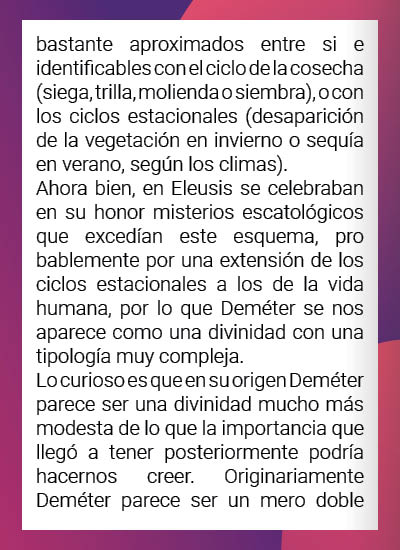 bastante aproximados entre si e
identificables con el ciclo de la cosecha
(siega, trilla, molienda o siembra), o con
los ciclos estacionales (desaparición
de la vegetación en invierno o sequía
en verano, según los climas).
Ahora bien, en Eleusis se celebraban
en su honor misterios escatológicos
que excedían este esquema, pro
bablemente por una extensión de los
ciclos estacionales a los de la vida
humana, por lo que Deméter se nos
aparece como una divinidad con una
tipología muy compleja.
Lo curioso es que en su origen Deméter
parece ser una divinidad mucho más
modesta de lo que la importancia que
llegó a tener posteriormente podría
hacernos creer. Originariamente
Deméter parece ser un mero doble